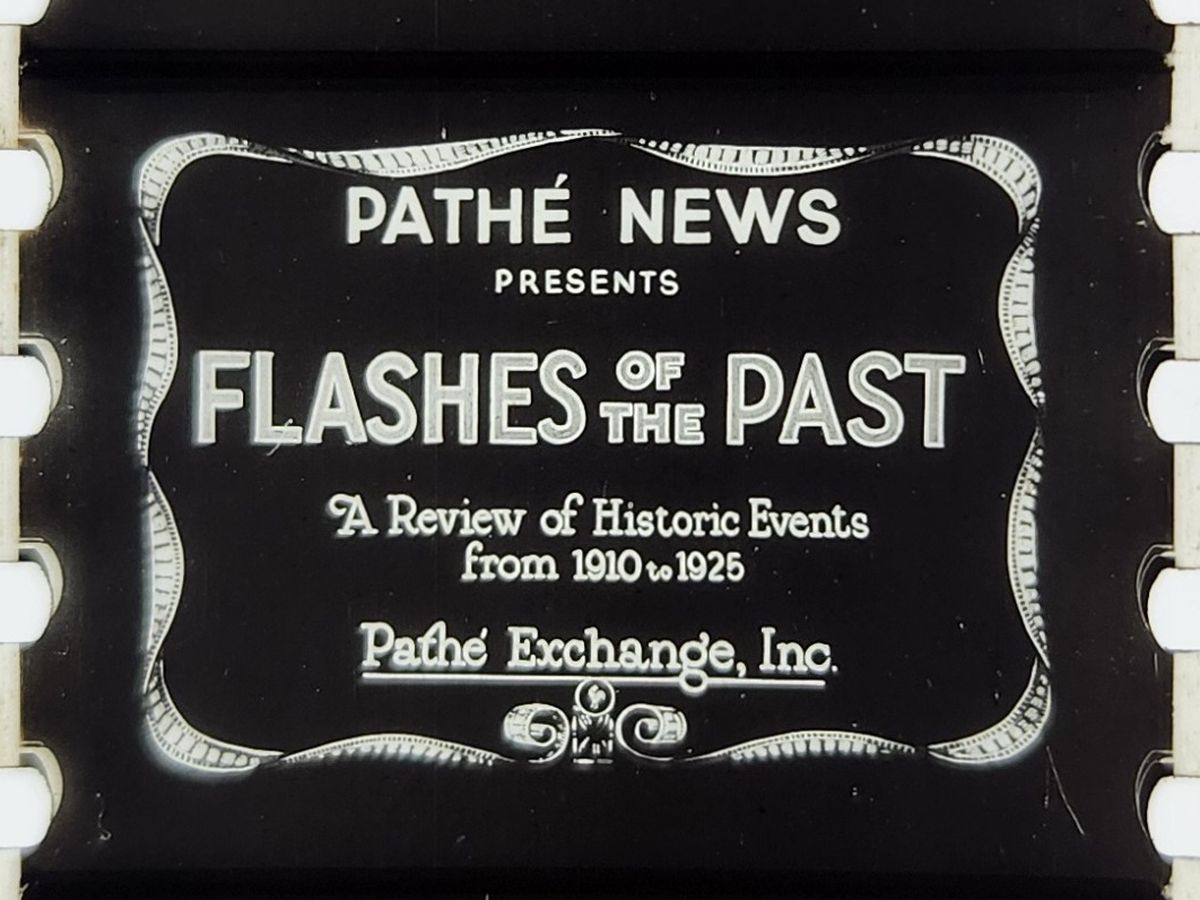 PATHÉ NEWS
PRESENTS
FLASHES OF THE PAST
A Review of Historic Events
from 1910 to 1925
Pathé Exchange, Inc.